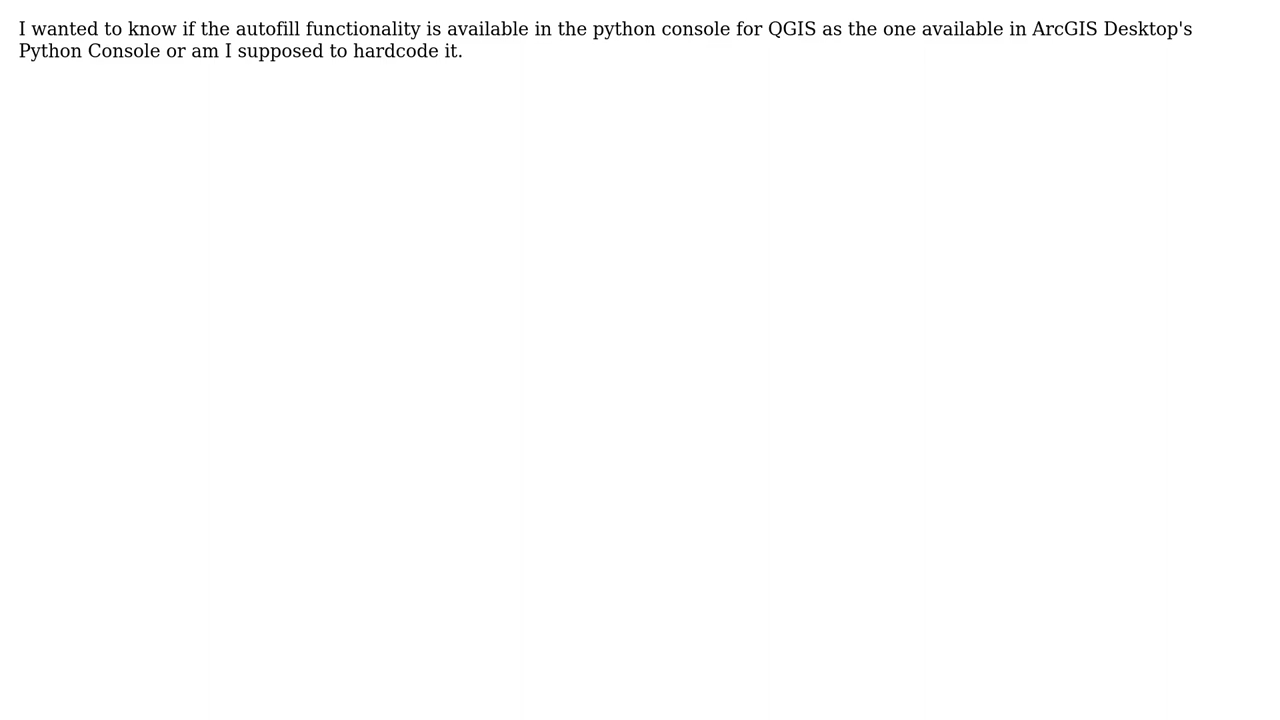 I wanted to know if the autofill functionality is available in the python console for QGIS as the one available in ArcGIS Desktop's
Python Console or am I supposed to hardcode it.